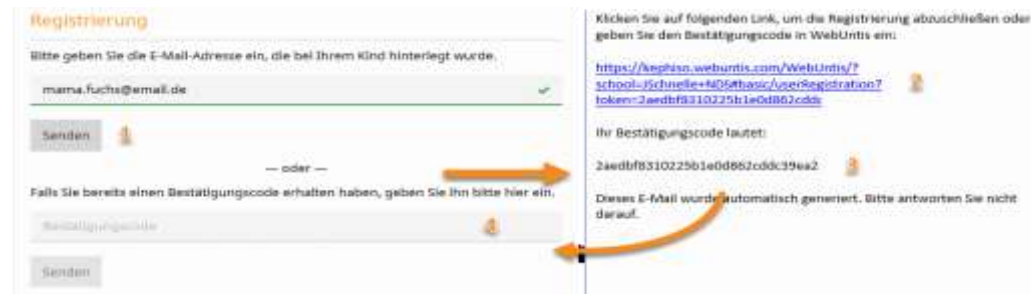 Registrierung
Bitte geben Sie die E-Mail-Adresse ein, die bei Ihrem Kind hinterlegt wurde.
mama.fuchs@email.de
Senden 1
— oder —
Falls Sie bereits einen Bestätigungscode erhalten haben, geben Sie ihn bitte hier ein.
Bestätigungscode 4
Senden
Klicken Sie auf folgenden Link, um die Registrierung abzuschließen oder
geben Sie den Bestätigungscode in WebUntis ein:
https://kephiso.webuntis.com/WebUntis/?
school=JSchnelle+NDS#basic/userRegistration? 2
token=2aedbf8310225b1e0d862cddc
Ihr Bestätigungscode lautet:
2aedbf8310225b1e0d862cddc39ea2 3
Dieses E-Mail wurde automatisch generiert. Bitte antworten Sie nicht
darauf.